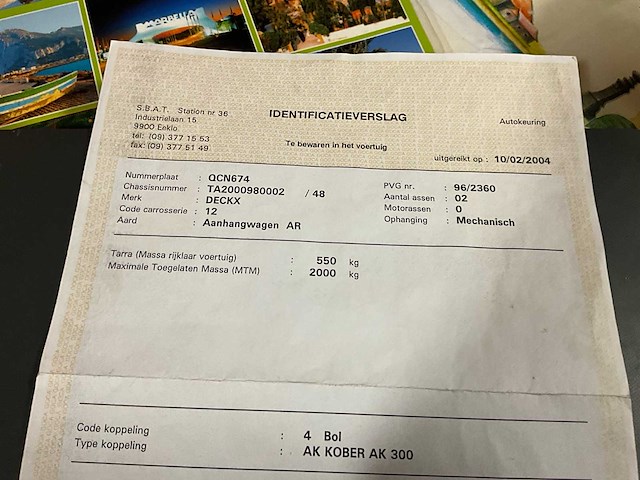 MARBELLA
S.B.A.T. Station nr 36
Industrielaan 15
9900 Eeklo
tel: (09) 377 15 53
fax: (09) 377 51 49
IDENTIFICATIEVERSLAG
Te bewaren in het voertuig
Autokeuring
uitgereikt op : 10/02/2004
Nummerplaat : QCN674
Chassisnummer : TA2000980002 / 48
Merk : DECKX
Code carrosserie : 12
Aard : Aanhangwagen AR
PVG nr. : 96/2360
Aantal assen : 02
Motorassen : 0
Ophanging : Mechanisch
Tarra (Massa rijklaar voertuig) : 550 kg
Maximale Toegelaten Massa (MTM) : 2000 kg
Code koppeling : 4 Bol
Type koppeling : AK KOBER AK 300